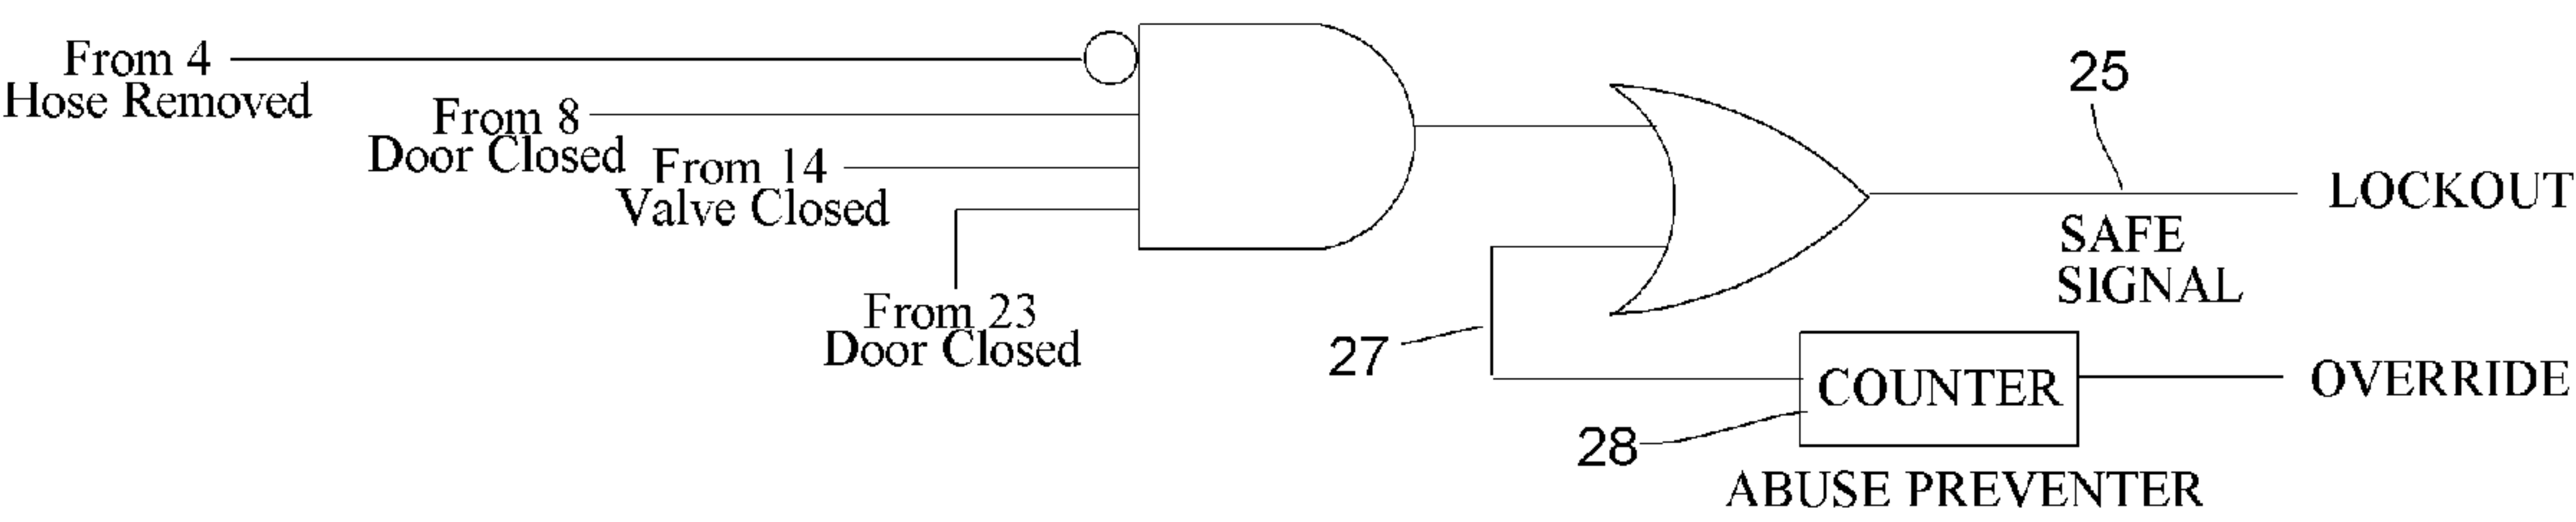 From 4
Hose Removed
From 8
Door Closed
From 14
Valve Closed
From 23
Door Closed
25
LOCKOUT
SAFE
SIGNAL
27
COUNTER
OVERRIDE
28
ABUSE PREVENTER